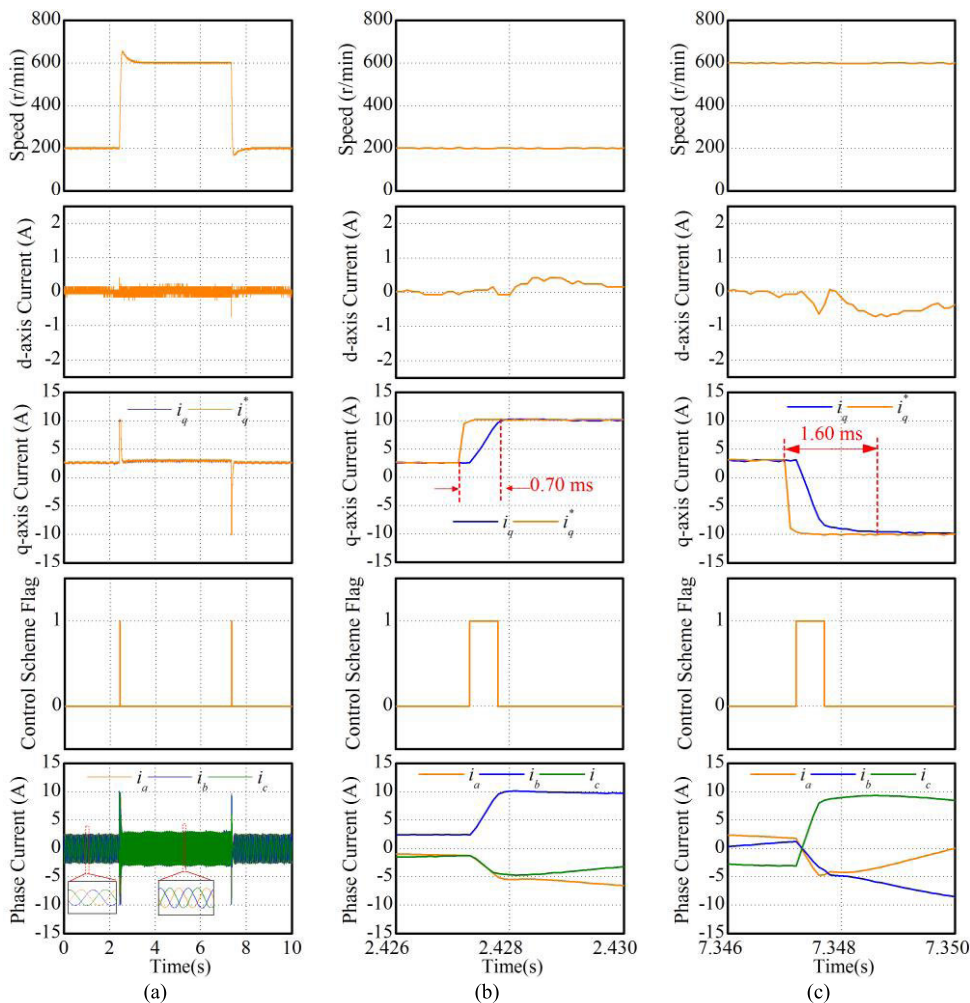 800
600
400
200
0
Speed (r/min)
800
600
400
200
0
Speed (r/min)
800
600
400
200
0
Speed (r/min)
2
1
0
-1
-2
d-axis Current (A)
2
1
0
-1
-2
d-axis Current (A)
2
1
0
-1
-2
d-axis Current (A)
15
10
5
0
-5
-10
-15
q-axis Current (A)
i_q i_q^*
15
10
5
0
-5
-10
-15
q-axis Current (A)
0.70 ms
i_q i_q^*
15
10
5
0
-5
-10
-15
q-axis Current (A)
i_q i_q^*
1.60 ms
1
0
Control Scheme Flag
1
0
Control Scheme Flag
1
0
Control Scheme Flag
15
10
5
0
-5
-10
-15
Phase Current (A)
i_a i_b i_c
0 2 4 6 8 10
Time(s)
(a)
15
10
5
0
-5
-10
-15
Phase Current (A)
i_a i_b i_c
2.426 2.428 2.430
Time(s)
(b)
15
10
5
0
-5
-10
-15
Phase Current (A)
i_a i_b i_c
7.346 7.348 7.350
Time(s)
(c)